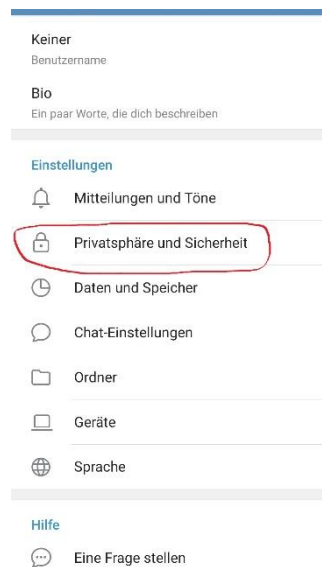 Keiner
Benutzername
Bio
Ein paar Worte, die dich beschreiben
Einstellungen
Mitteilungen und Töne
Privatsphäre und Sicherheit
Daten und Speicher
Chat-Einstellungen
Ordner
Geräte
Sprache
Hilfe
Eine Frage stellen